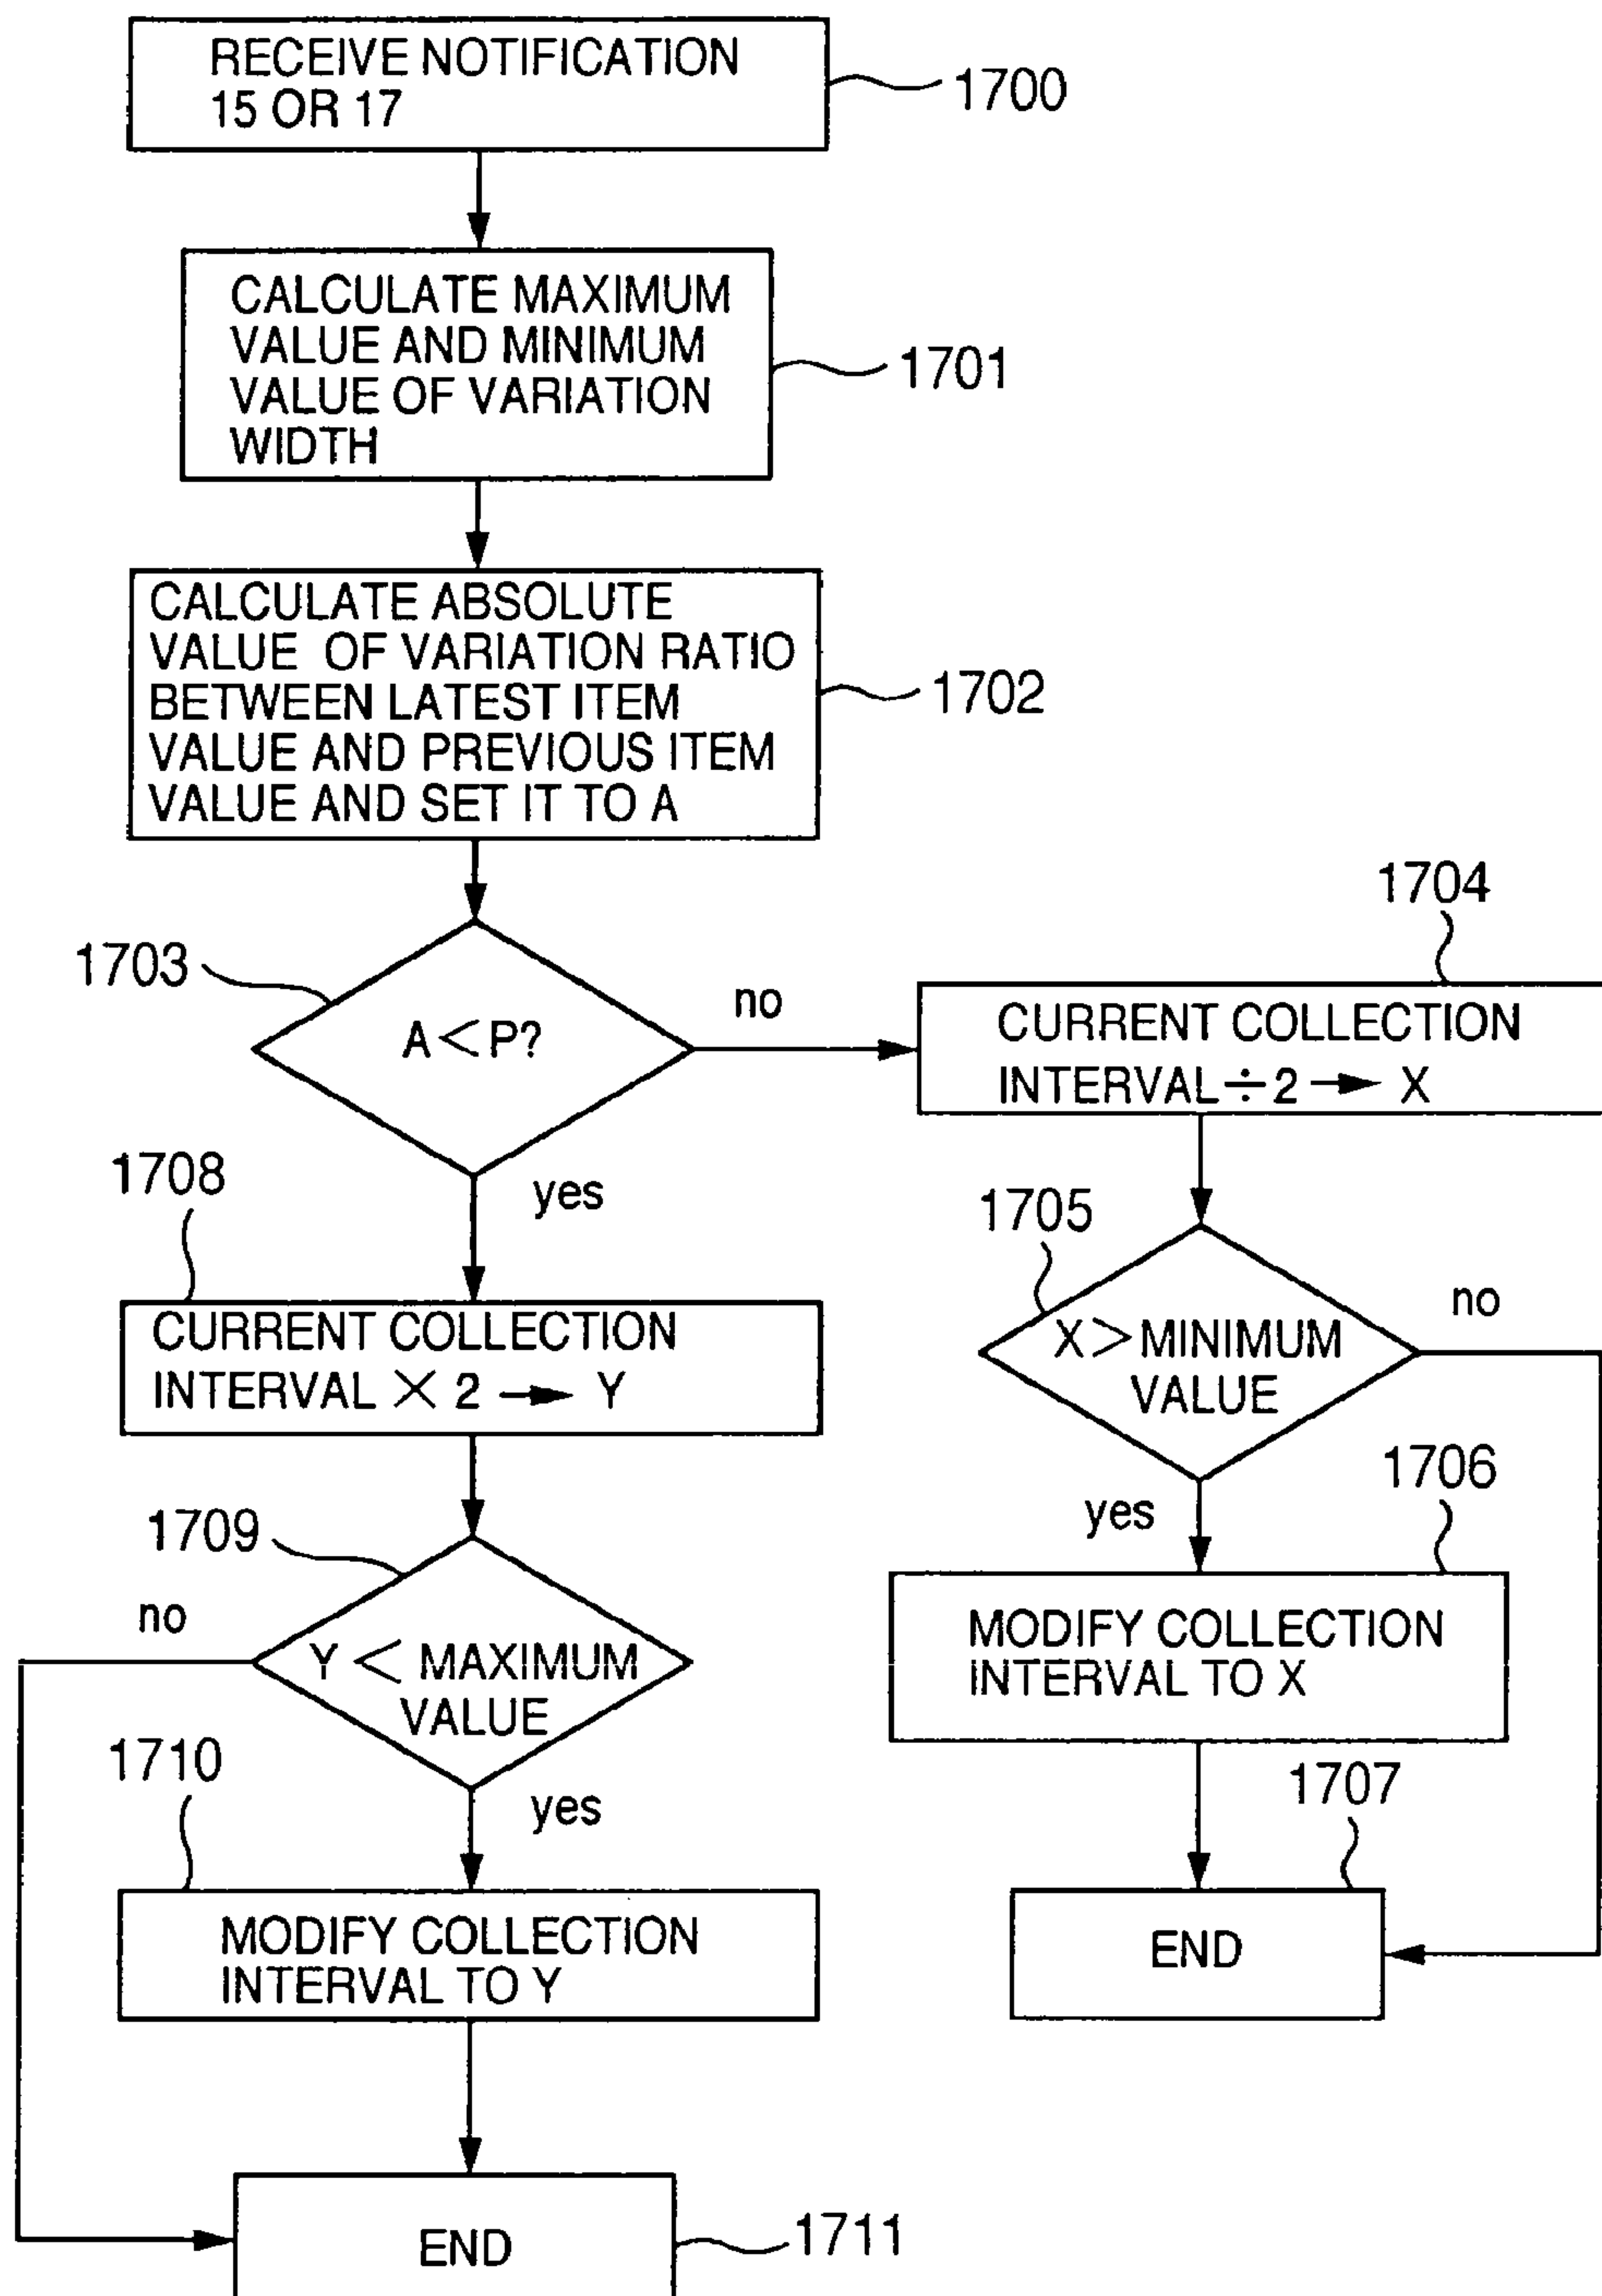 RECEIVE NOTIFICATION
15 OR 17
1700
CALCULATE MAXIMUM
VALUE AND MINIMUM
VALUE OF VARIATION
WIDTH
1701
CALCULATE ABSOLUTE
VALUE OF VARIATION RATIO
BETWEEN LATEST ITEM
VALUE AND PREVIOUS ITEM
VALUE AND SET IT TO A
1702
1703
A < P?
no
yes
1704
CURRENT COLLECTION
INTERVAL ÷ 2 → X
1705
X > MINIMUM
VALUE
no
yes
1706
MODIFY COLLECTION
INTERVAL TO X
1707
END
1708
CURRENT COLLECTION
INTERVAL × 2 → Y
1709
Y < MAXIMUM
VALUE
no
yes
1710
MODIFY COLLECTION
INTERVAL TO Y
END
1711